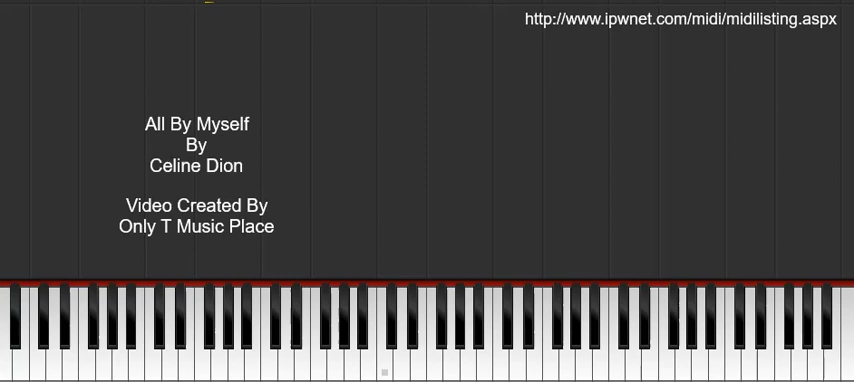 http://www.ipwnet.com/midi/midilisting.aspx
All By Myself
By
Celine Dion
Video Created By
Only T Music Place